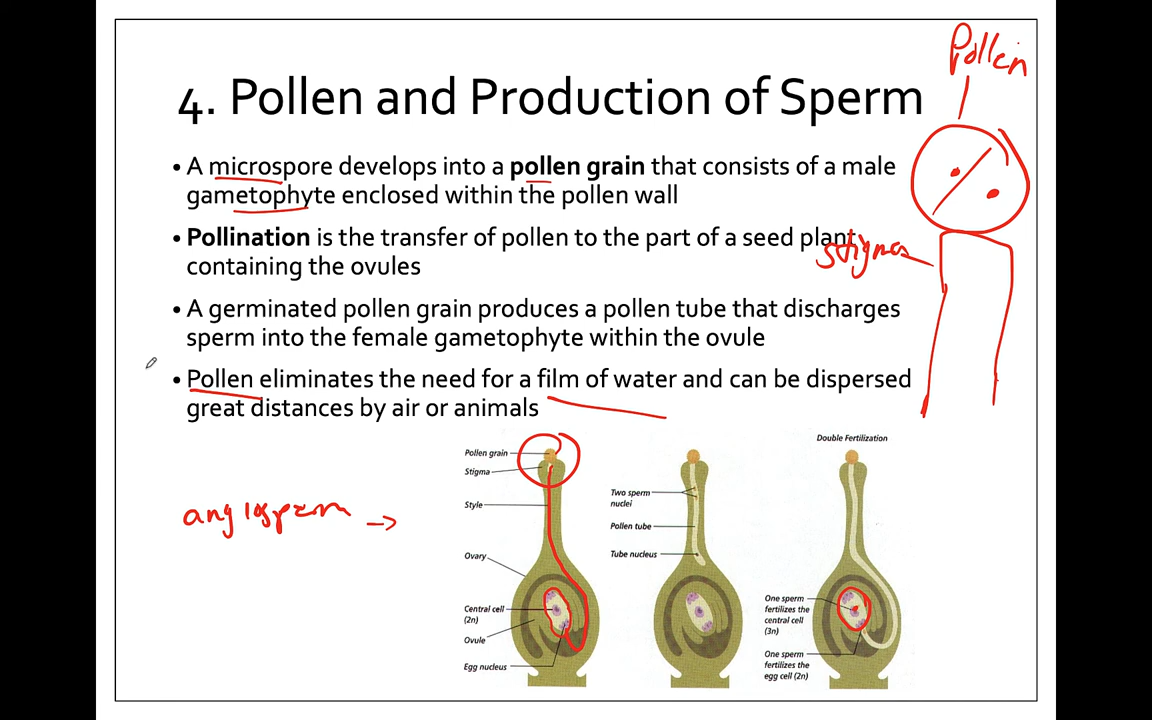 4. Pollen and Production of Sperm
Pollen
• A microspore develops into a pollen grain that consists of a male
gametophyte enclosed within the pollen wall
• Pollination is the transfer of pollen to the part of a seed plant
containing the ovules
stigma
• A germinated pollen grain produces a pollen tube that discharges
sperm into the female gametophyte within the ovule
• Pollen eliminates the need for a film of water and can be dispersed
great distances by air or animals
angiosperm →
Pollen grain
Stigma
Style
Ovary
Central cell
(2n)
Ovule
Egg nucleus
Two sperm
nuclei
Pollen tube
Tube nucleus
Double Fertilization
One sperm
fertilizes the
central cell
(3n)
One sperm
fertilizes the
egg cell (2n)